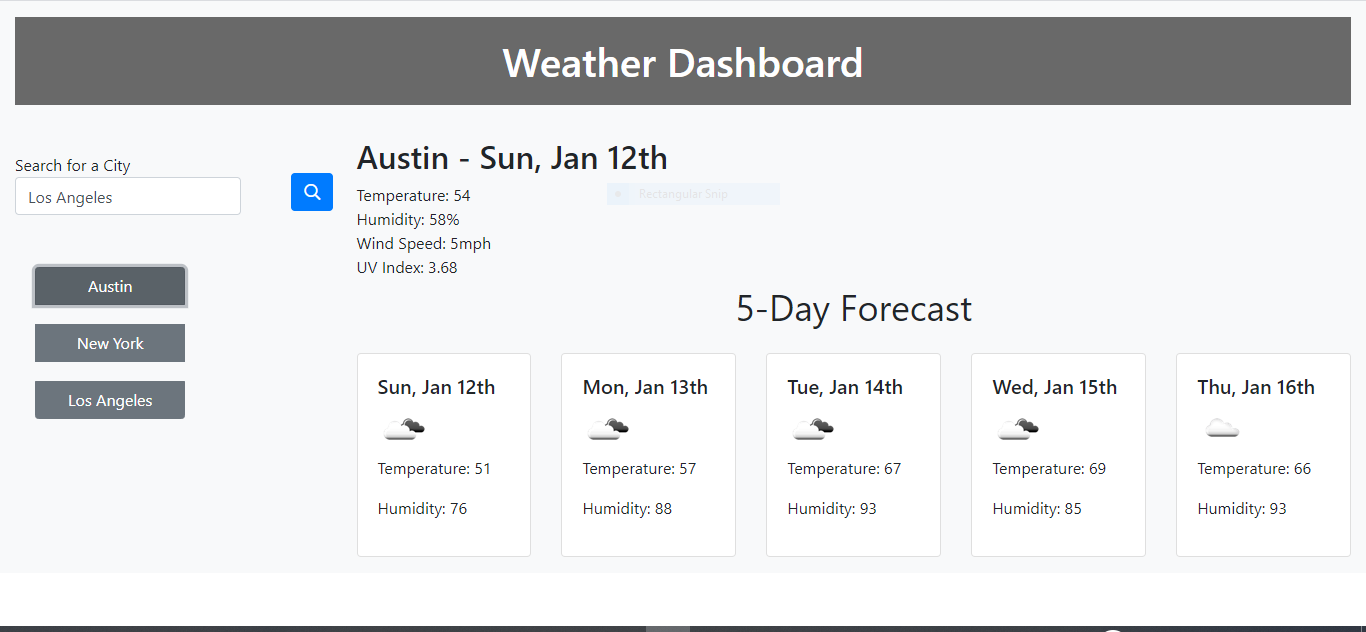 Weather Dashboard
Search for a City
Los Angeles
Austin
New York
Los Angeles
Austin - Sun, Jan 12th
Rectangular Snip
Temperature: 54
Humidity: 58%
Wind Speed: 5mph
UV Index: 3.68
5-Day Forecast
Sun, Jan 12th
Temperature: 51
Humidity: 76
Mon, Jan 13th
Temperature: 57
Humidity: 88
Tue, Jan 14th
Temperature: 67
Humidity: 93
Wed, Jan 15th
Temperature: 69
Humidity: 85
Thu, Jan 16th
Temperature: 66
Humidity: 93